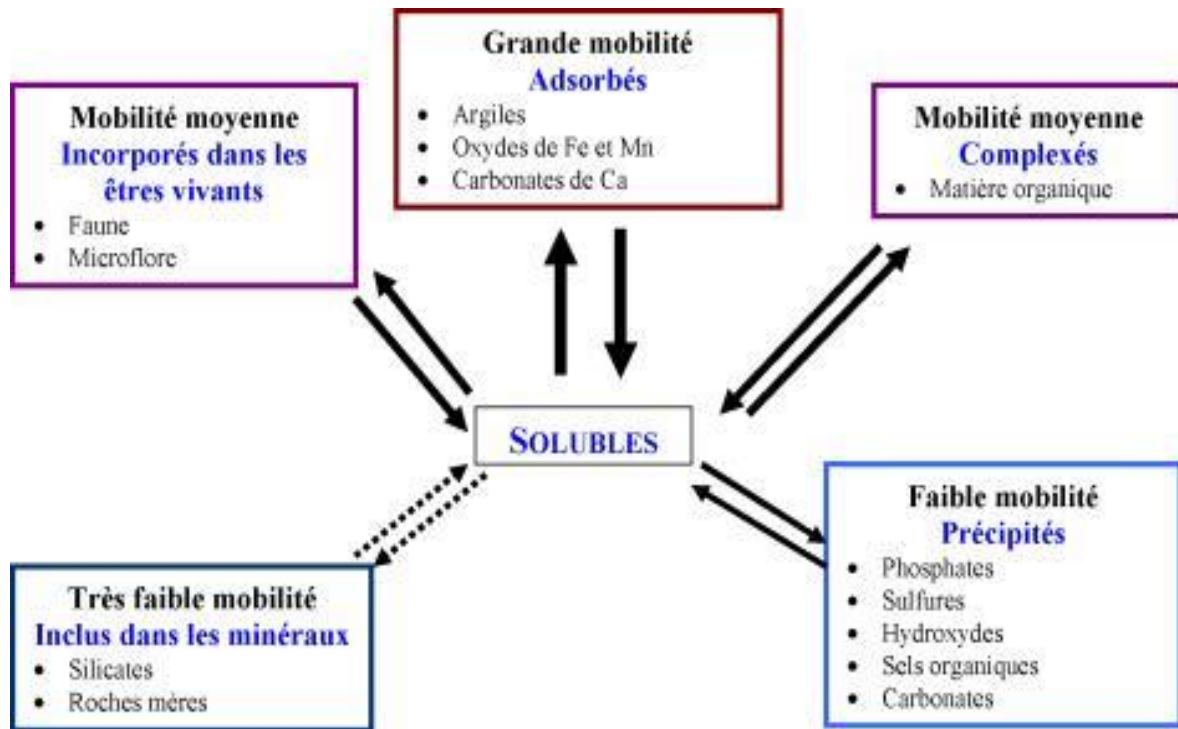 Grande mobilité
Adsorbés
• Argiles
• Oxydes de Fe et Mn
• Carbonates de Ca
Mobilité moyenne
Incorporés dans les
êtres vivants
• Faune
• Microflore
Mobilité moyenne
Complexés
• Matière organique
SOLUBLES
Très faible mobilité
Inclus dans les minéraux
• Silicates
• Roches mères
Faible mobilité
Précipités
• Phosphates
• Sulfures
• Hydroxydes
• Sels organiques
• Carbonates